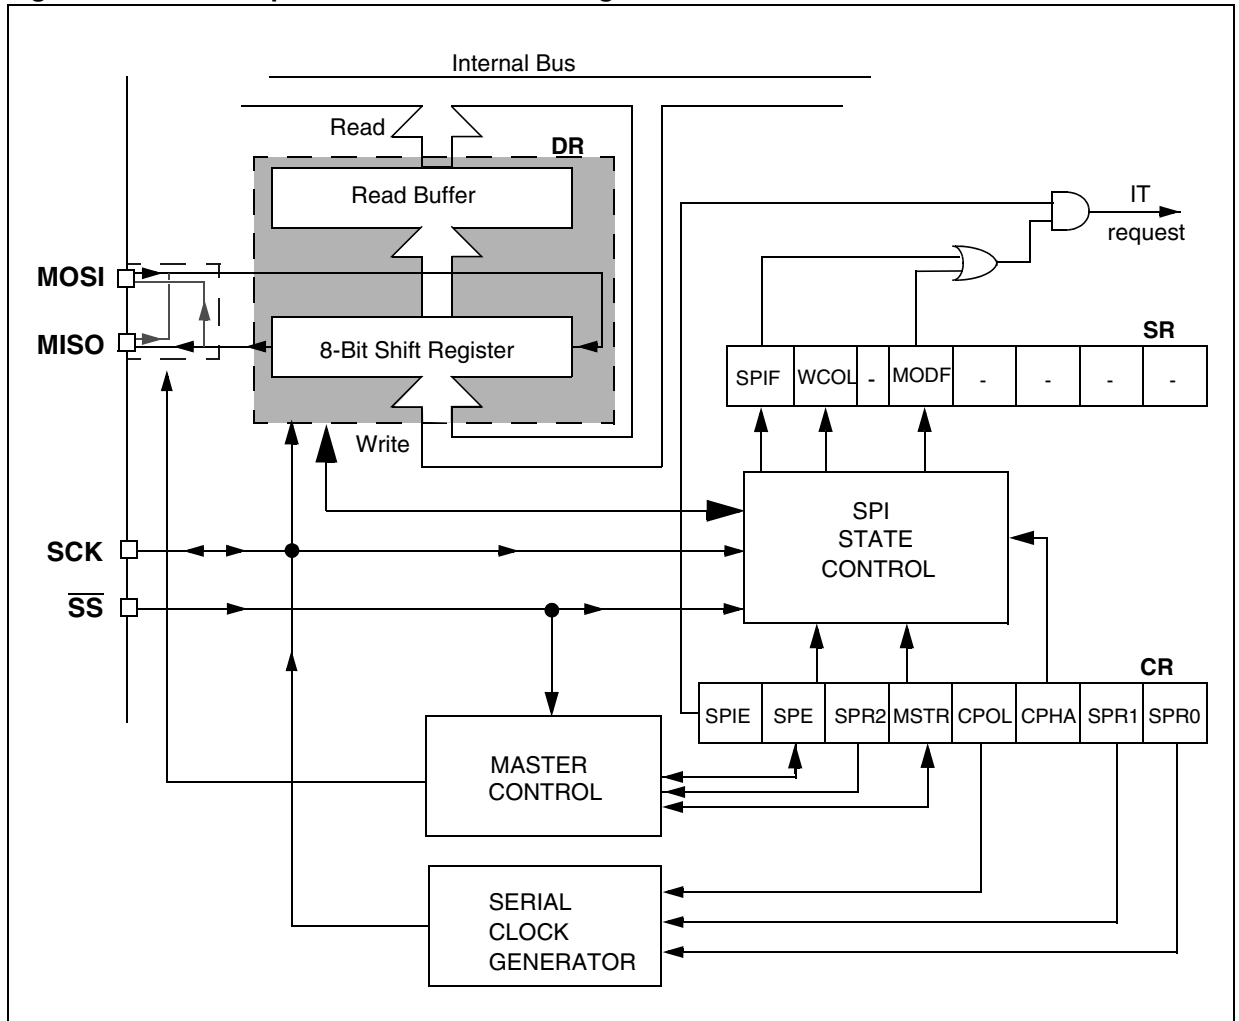 Internal Bus
Read
DR
Read Buffer
IT
request
MOSI
MISO
8-Bit Shift Register
SR
SPIF WCOL - MODF - - - -
Write
SPI
STATE
CONTROL
SCK
SS
CR
SPIE SPE SPR2 MSTR CPOL CPHA SPR1 SPR0
MASTER
CONTROL
SERIAL
CLOCK
GENERATOR